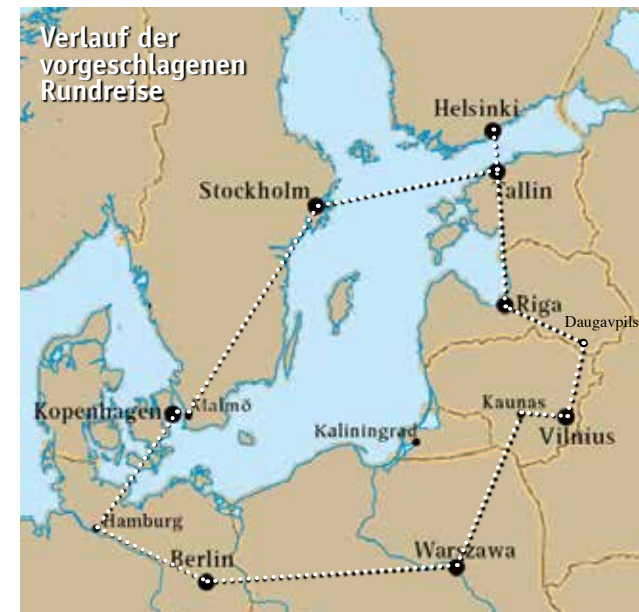 Verlauf der
vorgeschlagenen
Rundreise
Helsinki
Stockholm
Tallin
Riga
Daugavpils
Kopenhagen
Malmö
Kaunas
Kaliningrad
Vilnius
Hamburg
Berlin
Warszawa